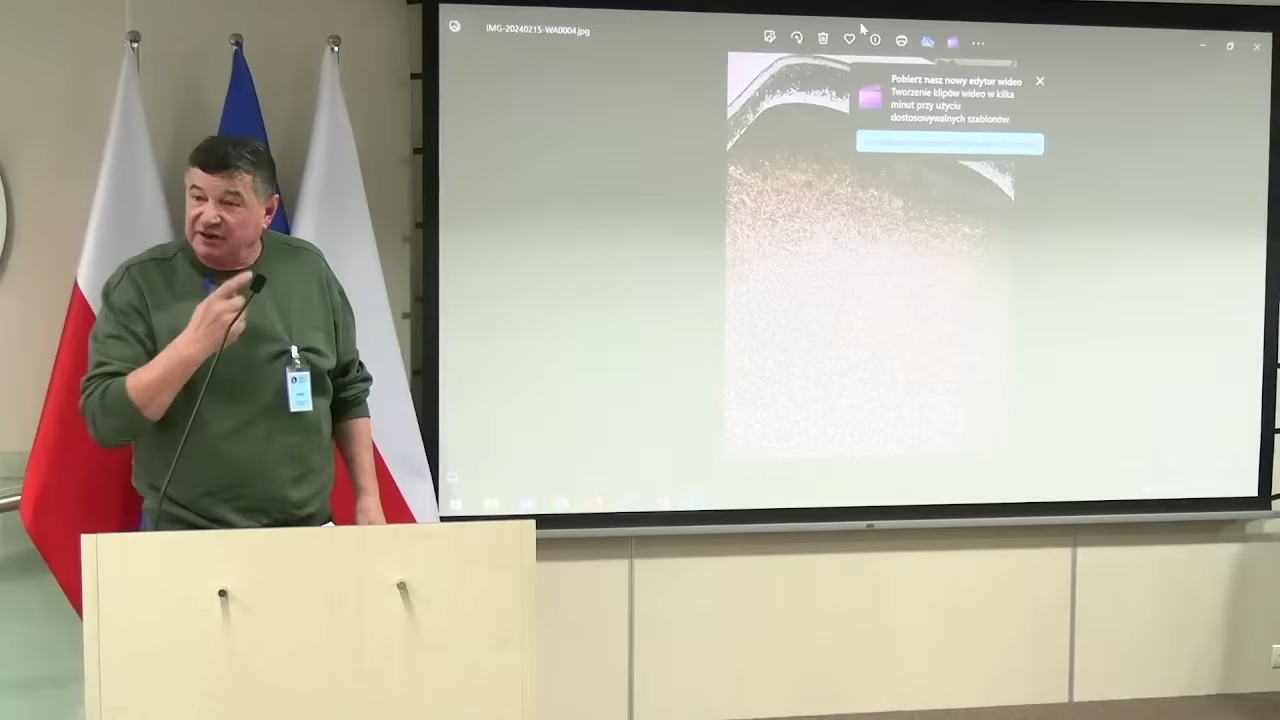 IMG-20240215-WA0004.jpg
Pobierz nasz nowy edytor wideo
Tworzenie klipów wideo w kilka
minut przy użyciu
dostosowywalnych szablonów.